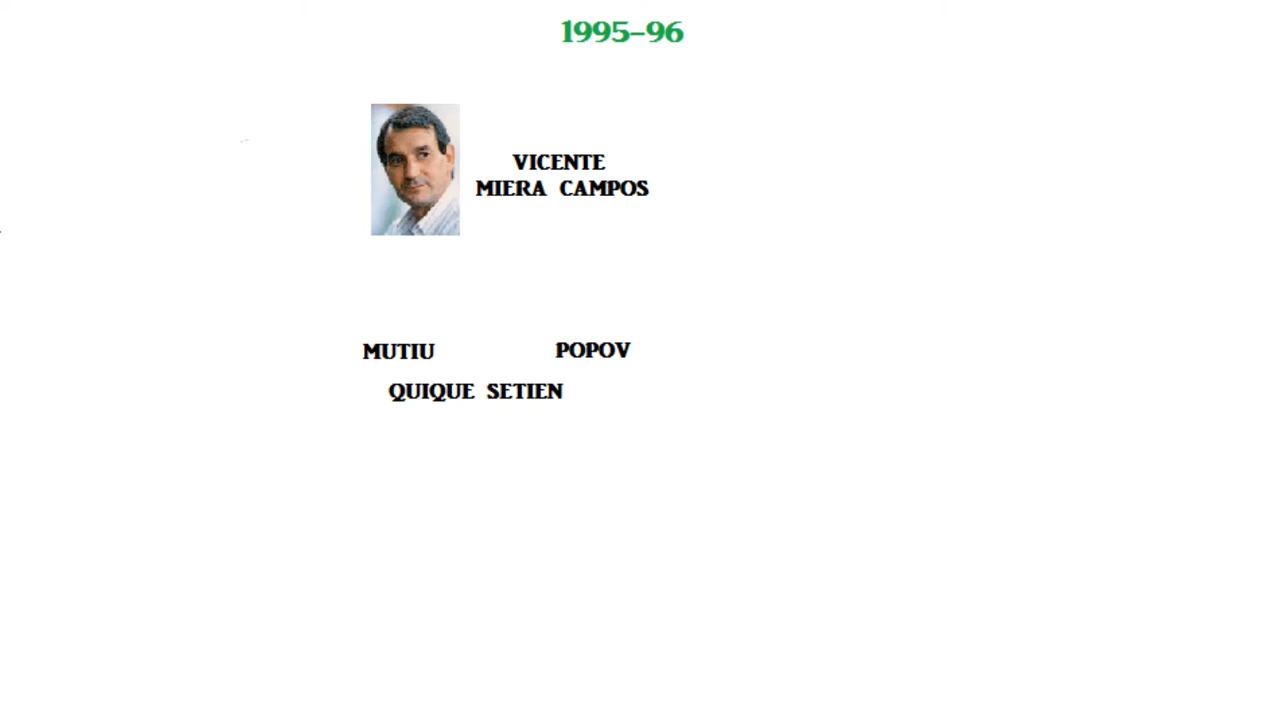 1995-96
VICENTE
MIERA CAMPOS
MUTIU POPOV
QUIQUE SETIEN